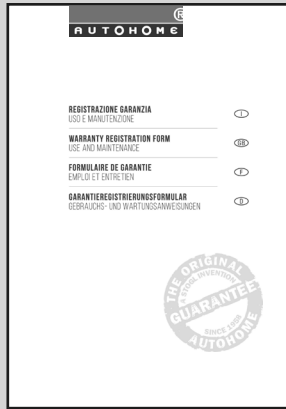 ®
AUTOHOME
REGISTRAZIONE GARANZIA
USO E MANUTENZIONE
I
WARRANTY REGISTRATION FORM
USE AND MAINTENANCE
GB
FORMULAIRE DE GARANTIE
EMPLOI ET ENTRETIEN
F
GARANTIEREGISTRIERUNGSFORMULAR
GEBRAUCHS- UND WARTUNGSANWEISUNGEN
D
THE ORIGINAL
GUARANTEE
SINCE 1958
AUTOHOME